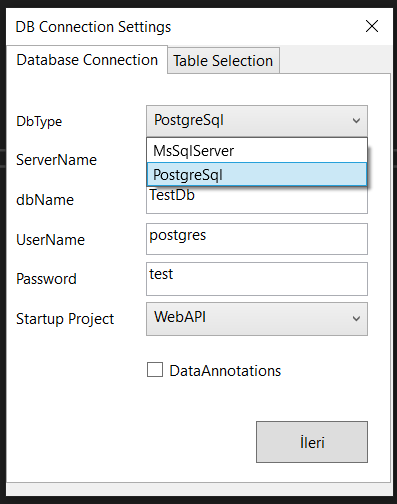 DB Connection Settings
Database Connection Table Selection
DbType PostgreSql
MsSqlServer
ServerName
PostgreSql
dbName TestDb
UserName postgres
Password test
Startup Project WebAPI
DataAnnotations
İleri